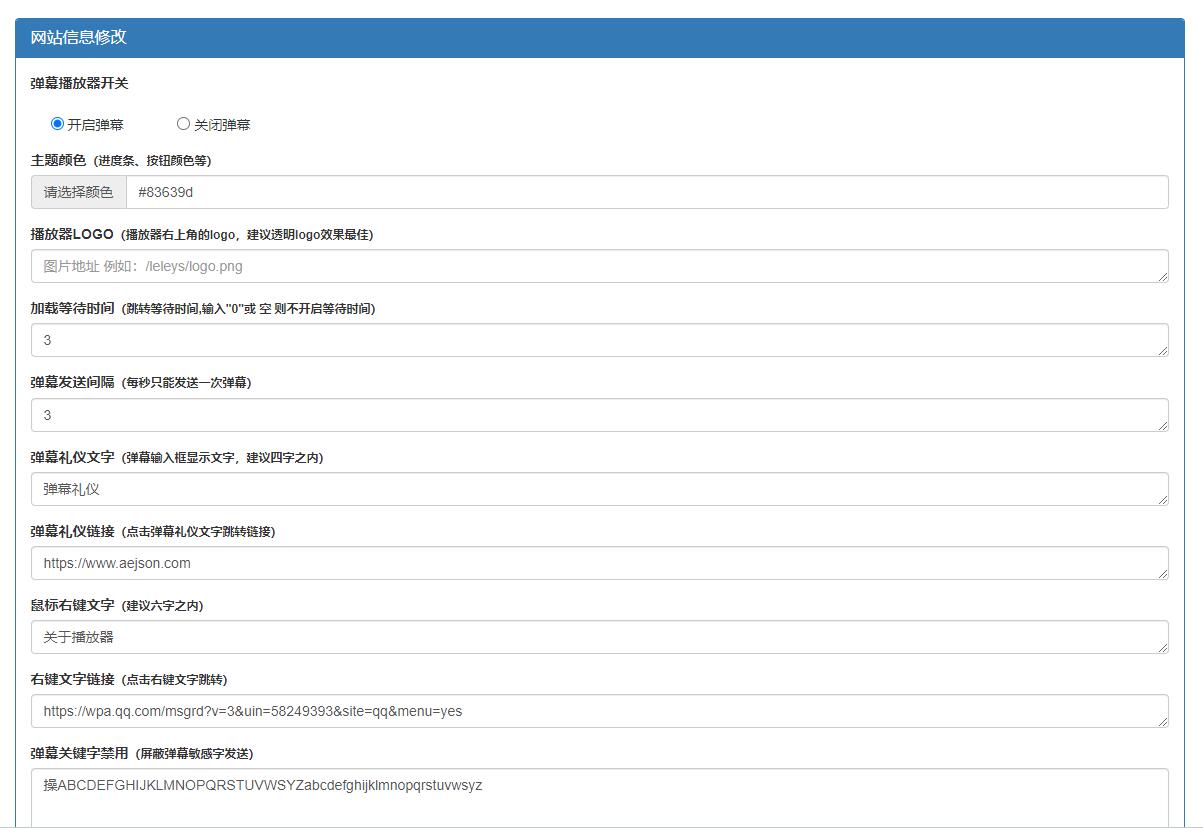 网站信息修改
弹幕播放器开关
开启弹幕 关闭弹幕
主题颜色（进度条、按钮颜色等）
请选择颜色 #83639d
播放器LOGO（播放器右上角的logo，建议透明logo效果最佳）
图片地址 例如：/leleys/logo.png
加载等待时间（跳转等待时间,输入"0"或 空 则不开启等待时间）
3
弹幕发送间隔（每秒只能发送一次弹幕）
3
弹幕礼仪文字（弹幕输入框显示文字，建议四字之内）
弹幕礼仪
弹幕礼仪链接（点击弹幕礼仪文字跳转链接）
https://www.aejson.com
鼠标右键文字（建议六字之内）
关于播放器
右键文字链接（点击右键文字跳转）
https://wpa.qq.com/msgrd?v=3&uin=58249393&site=qq&menu=yes
弹幕关键字禁用（屏蔽弹幕敏感字发送）
操ABCDEFGHIJKLMNOPQRSTUVWSYZabcdefghijklmnopqrstuvwsyz